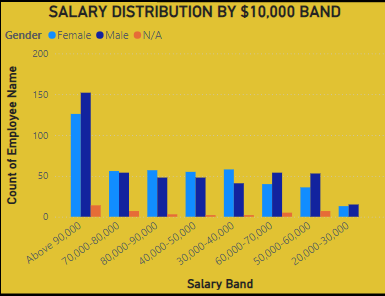 SALARY DISTRIBUTION BY $10,000 BAND
Gender Female Male N/A
200
150
100
50
0
Count of Employee Name
Above 90,000
70,000-80,000
80,000-90,000
40,000-50,000
30,000-40,000
60,000-70,000
50,000-60,000
20,000-30,000
Salary Band